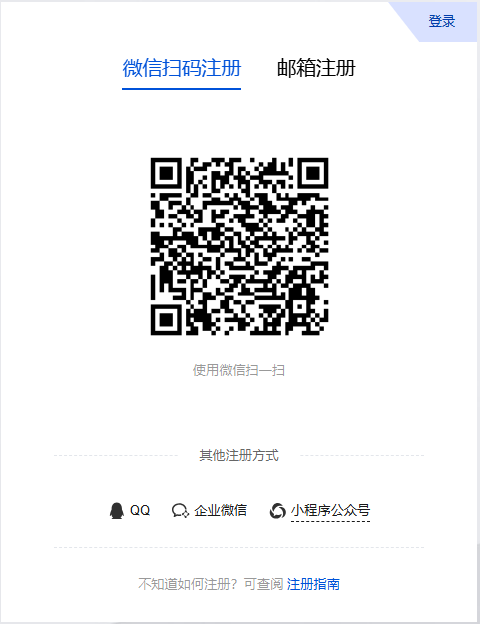 登录
微信扫码注册 邮箱注册
使用微信扫一扫
其他注册方式
QQ 企业微信 小程序公众号
不知道如何注册？可查阅 注册指南